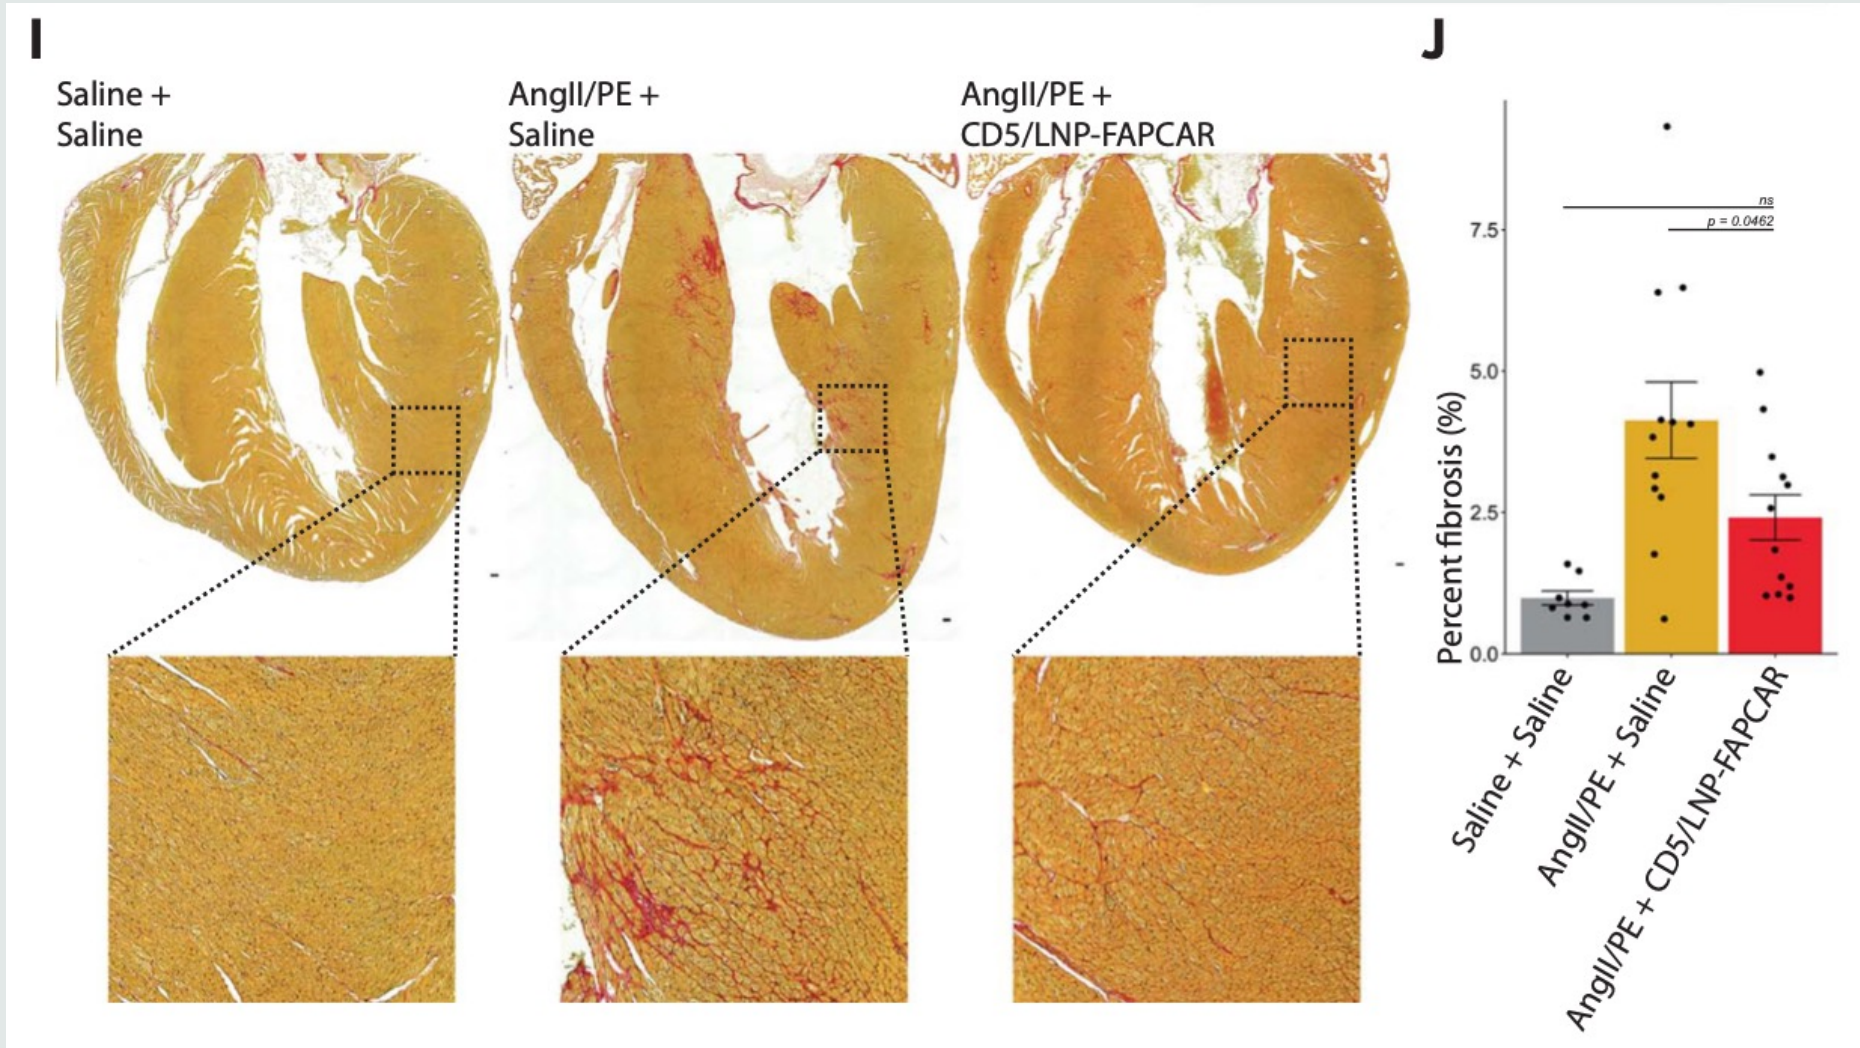 I
Saline +
Saline
AngII/PE +
Saline
AngII/PE +
CD5/LNP-FAPCAR
J
Percent fibrosis (%)
7.5
5.0
2.5
0.0
ns
p = 0.0462
Saline + Saline
AngII/PE + Saline
AngII/PE + CD5/LNP-FAPCAR